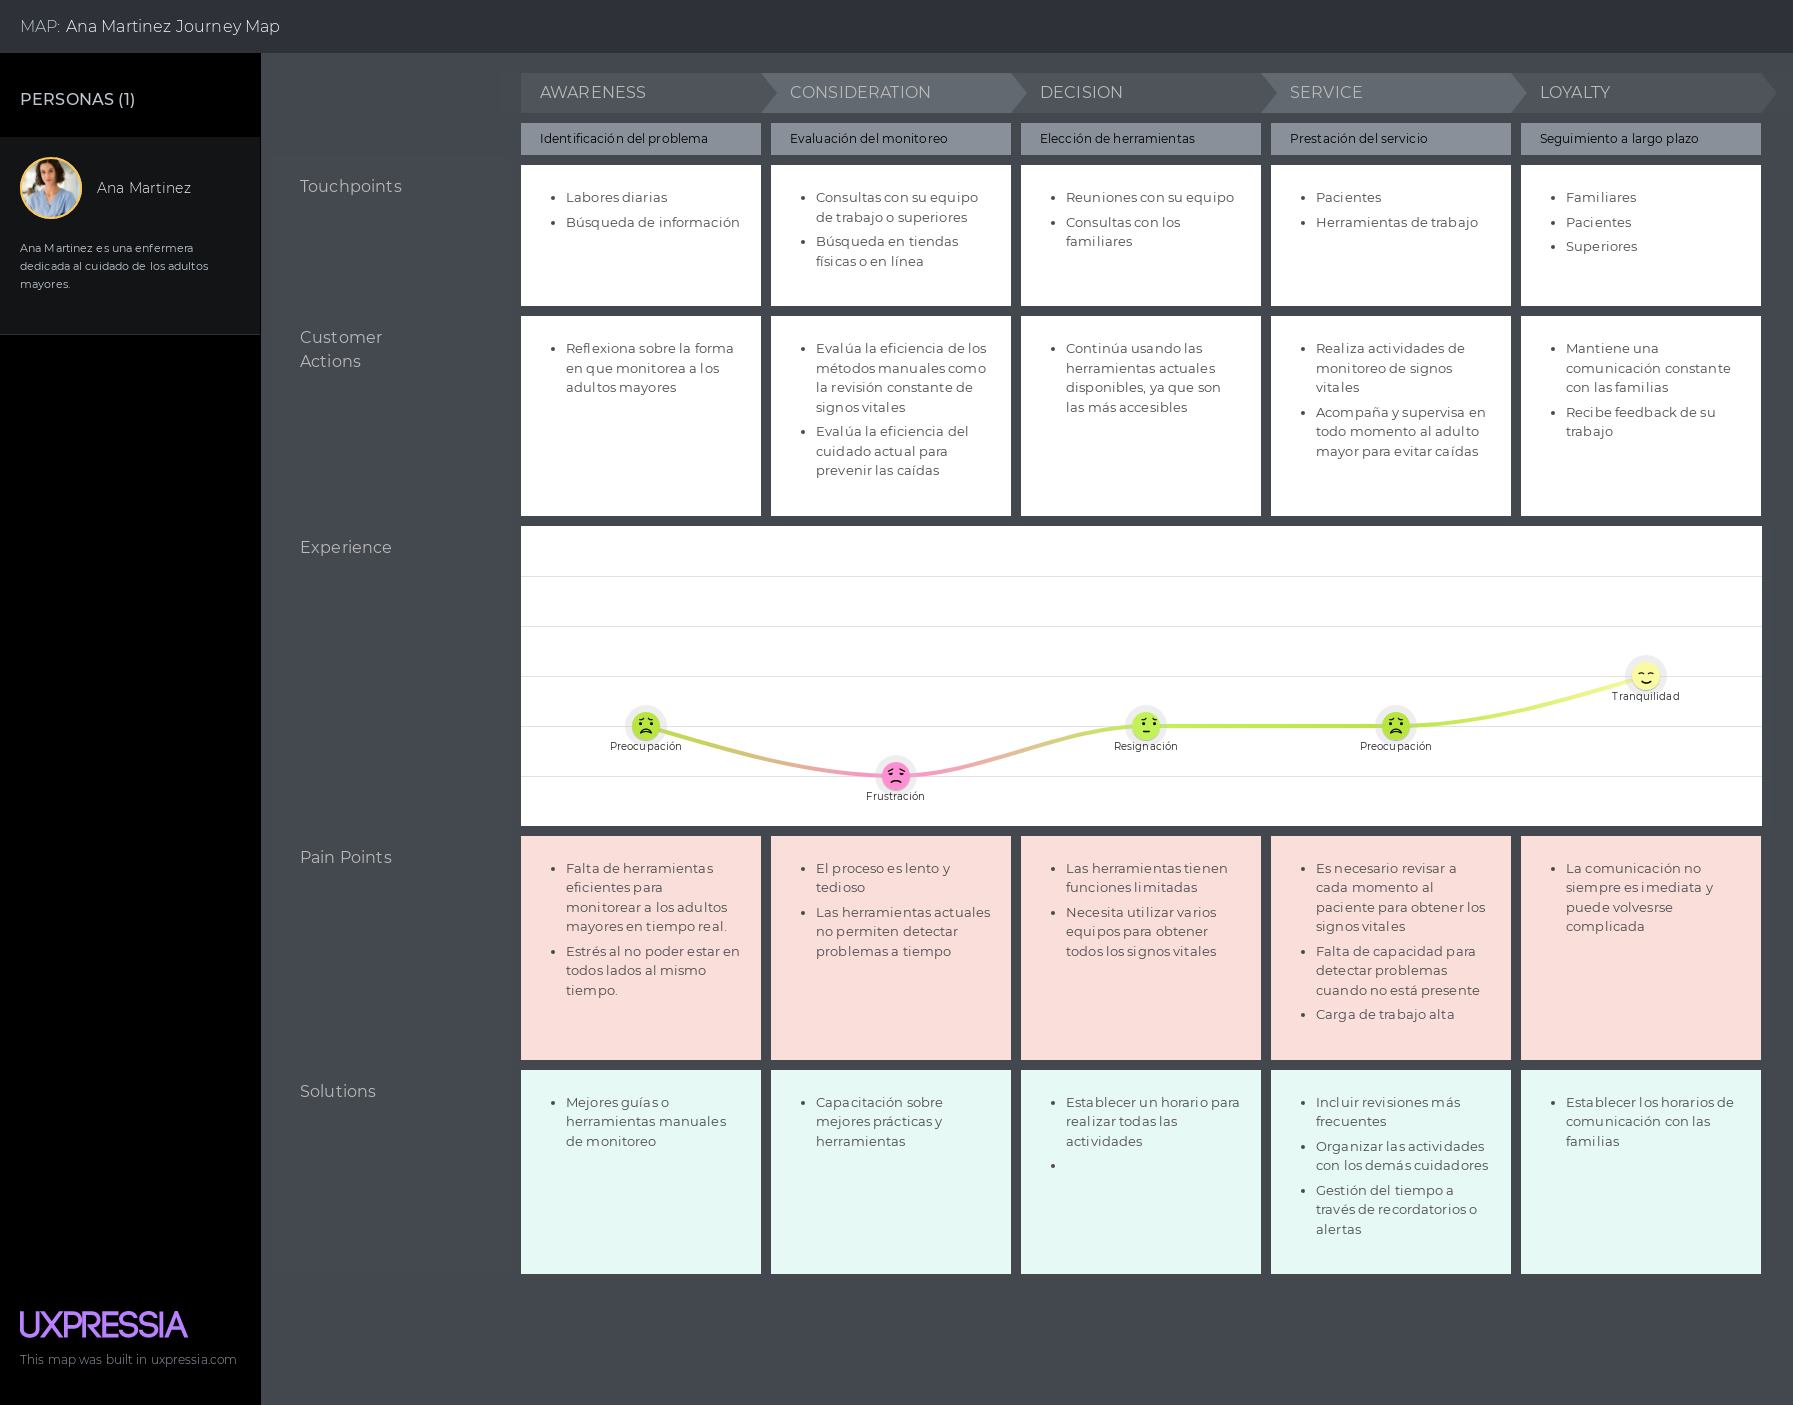 MAP: Ana Martinez Journey Map
PERSONAS (1)
Ana Martinez
Ana Martinez es una enfermera
dedicada al cuidado de los adultos
mayores.
AWARENESS
CONSIDERATION
DECISION
SERVICE
LOYALTY
Identificación del problema
Evaluación del monitoreo
Elección de herramientas
Prestación del servicio
Seguimiento a largo plazo
Touchpoints
• Labores diarias
• Búsqueda de información
• Consultas con su equipo
de trabajo o superiores
• Búsqueda en tiendas
físicas o en línea
• Reuniones con su equipo
• Consultas con los
familiares
• Pacientes
• Herramientas de trabajo
• Familiares
• Pacientes
• Superiores
Customer
Actions
• Reflexiona sobre la forma
en que monitorea a los
adultos mayores
• Evalúa la eficiencia de los
métodos manuales como
la revisión constante de
signos vitales
• Evalúa la eficiencia del
cuidado actual para
prevenir las caídas
• Continúa usando las
herramientas actuales
disponibles, ya que son
las más accesibles
• Realiza actividades de
monitoreo de signos
vitales
• Acompaña y supervisa en
todo momento al adulto
mayor para evitar caídas
• Mantiene una
comunicación constante
con las familias
• Recibe feedback de su
trabajo
Experience
Preocupación
Frustración
Resignación
Preocupación
Tranquilidad
Pain Points
• Falta de herramientas
eficientes para
monitorear a los adultos
mayores en tiempo real.
• Estrés al no poder estar en
todos lados al mismo
tiempo.
• El proceso es lento y
tedioso
• Las herramientas actuales
no permiten detectar
problemas a tiempo
• Las herramientas tienen
funciones limitadas
• Necesita utilizar varios
equipos para obtener
todos los signos vitales
• Es necesario revisar a
cada momento al
paciente para obtener los
signos vitales
• Falta de capacidad para
detectar problemas
cuando no está presente
• Carga de trabajo alta
• La comunicación no
siempre es imediata y
puede volvesrse
complicada
Solutions
• Mejores guías o
herramientas manuales
de monitoreo
• Capacitación sobre
mejores prácticas y
herramientas
• Establecer un horario para
realizar todas las
actividades
•
• Incluir revisiones más
frecuentes
• Organizar las actividades
con los demás cuidadores
• Gestión del tiempo a
través de recordatorios o
alertas
• Establecer los horarios de
comunicación con las
familias
UXPRESSIA
This map was built in uxpressia.com